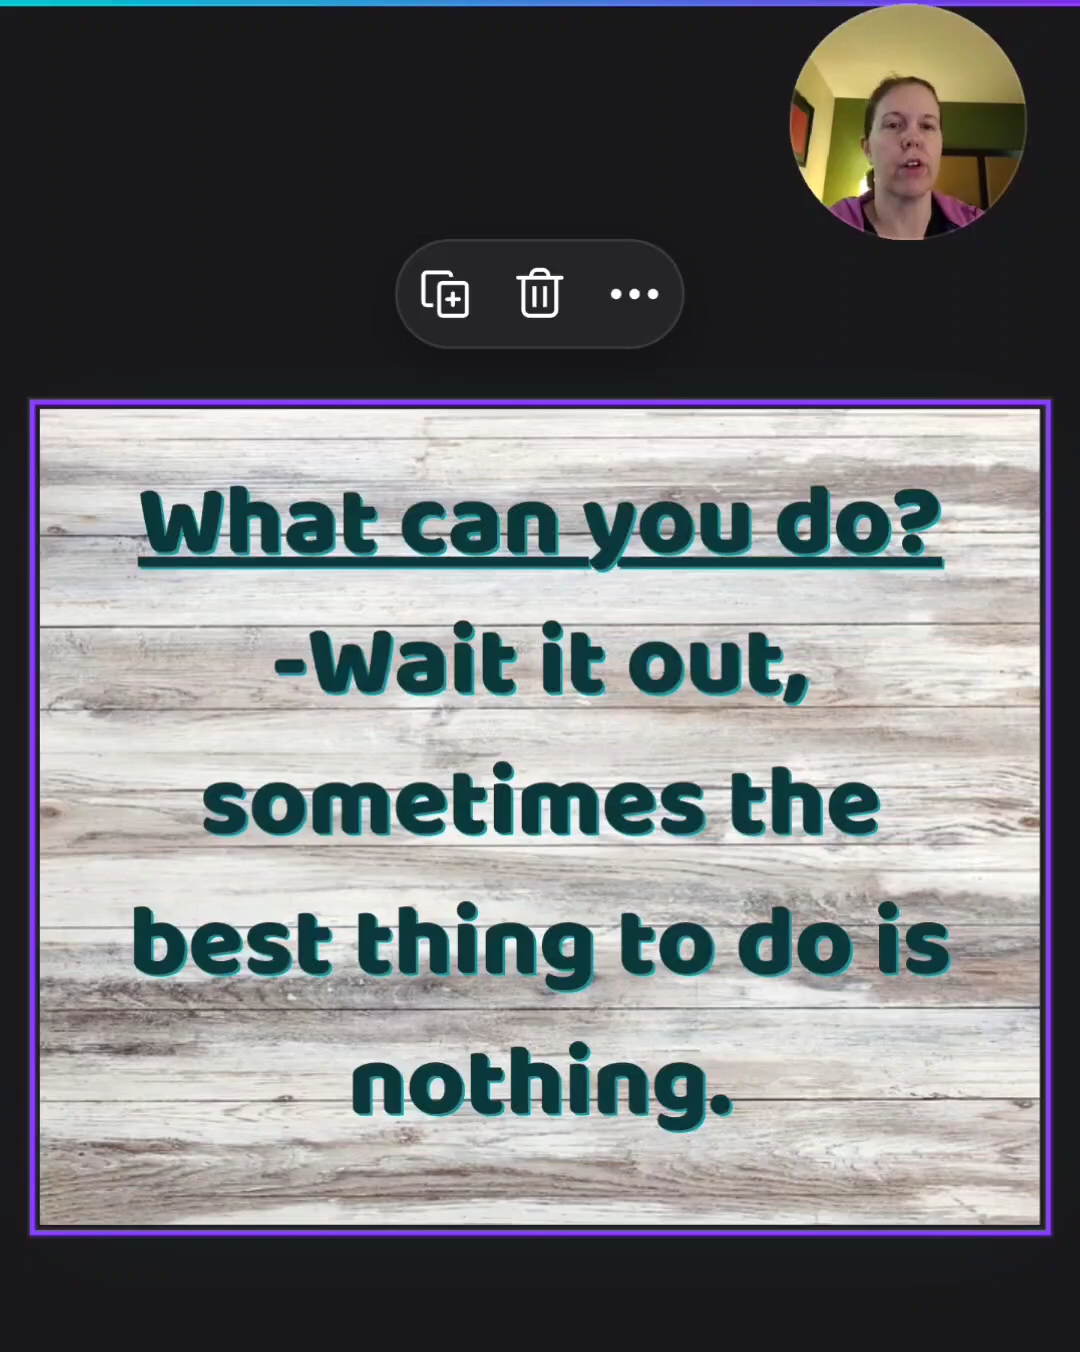 What can you do?
-Wait it out,
sometimes the
best thing to do is
nothing.